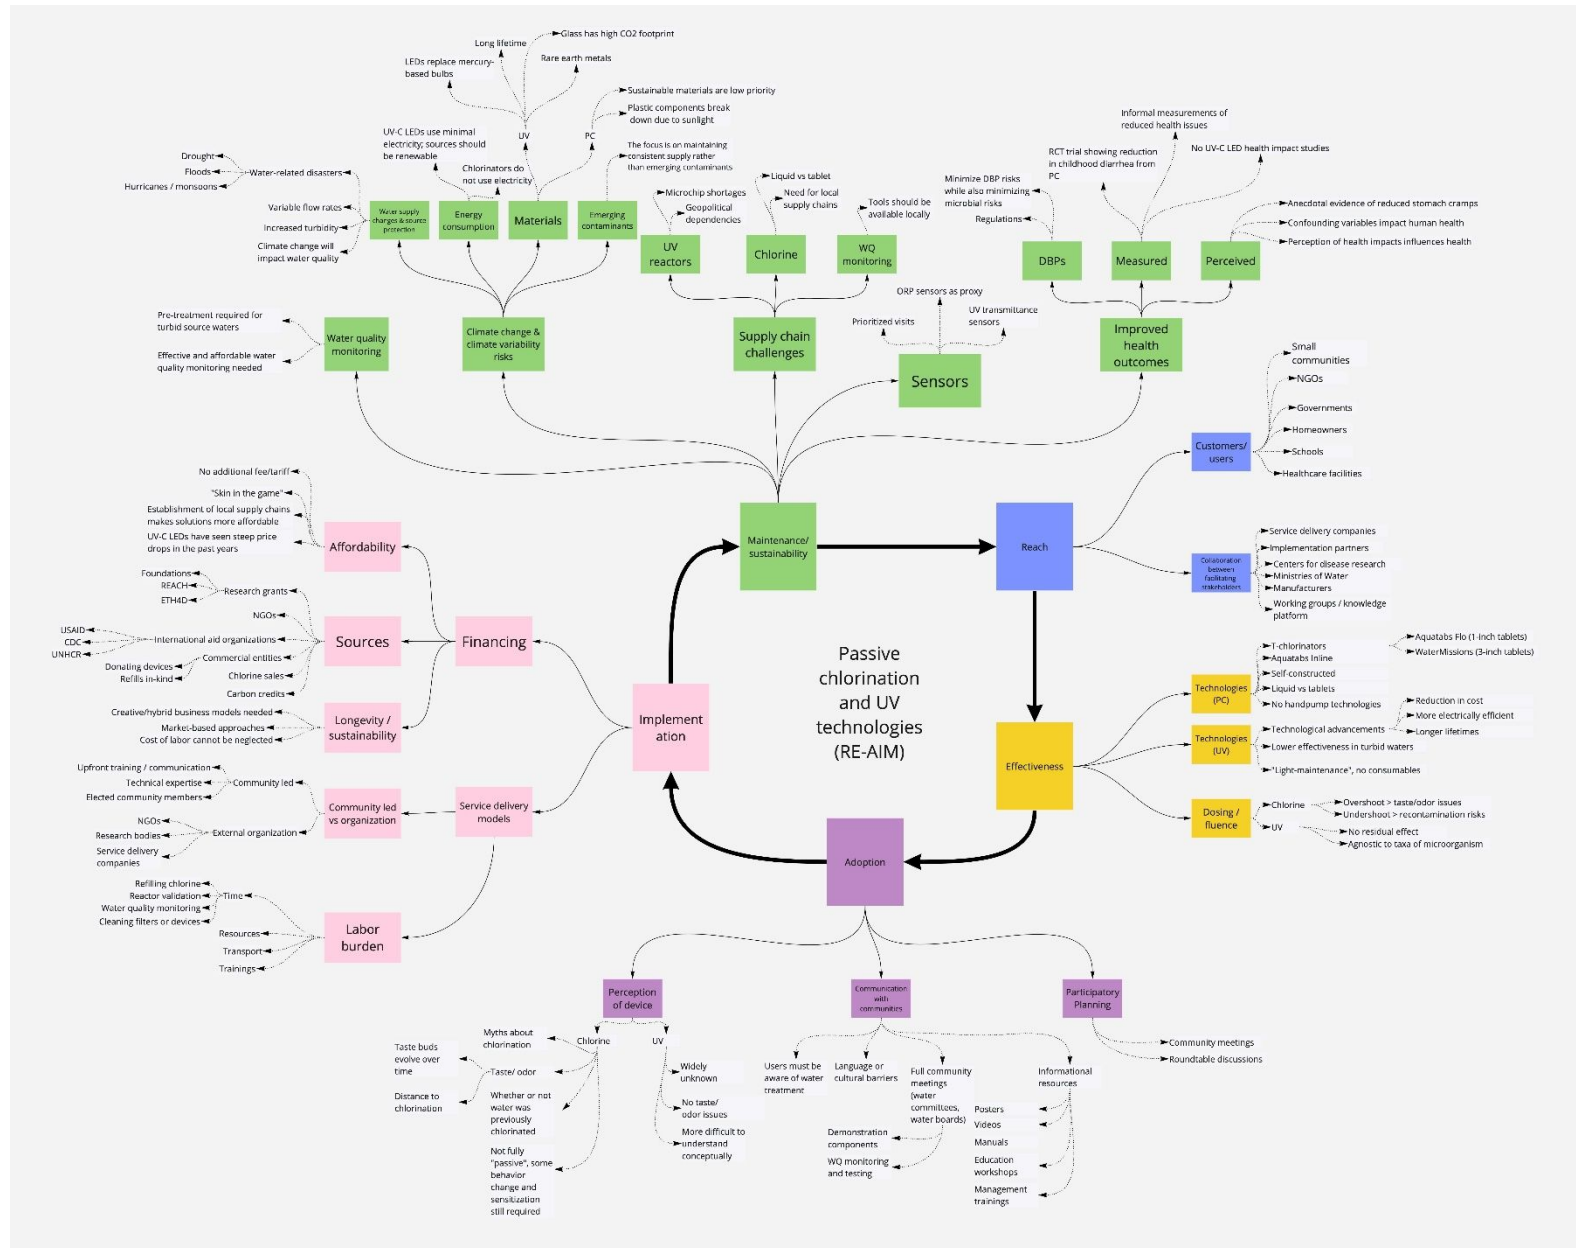 Glass has high CO2 footprint
Long lifetime
LEDs replace mercury-
based bulbs
Rare earth metals
Sustainable materials are low priority
Plastic components break
down due to sunlight
UV
PC
UV-C LEDs use minimal
electricity; sources should
be renewable
Chlorinators do
not use electricity
The focus is on maintaining
consistent supply rather
than emerging contaminants
Drought
Floods
Hurricanes / monsoons
Water-related disasters
Variable flow rates
Increased turbidity
Climate change will
impact water quality
Water supply
changes & source
protection
Energy
consumption
Materials
Emerging
contaminants
Microchip shortages
Geopolitical
dependencies
Liquid vs tablet
Need for local
supply chains
Tools should be
available locally
UV
reactors
Chlorine
WQ
monitoring
Informal measurements of
reduced health issues
RCT trial showing reduction
in childhood diarrhea from
PC
No UV-C LED health impact studies
Minimize DBP risks
while also minimizing
microbial risks
Regulations
Anecdotal evidence of reduced stomach cramps
Confounding variables impact human health
Perception of health impacts influences health
DBPs
Measured
Perceived
Pre-treatment required for
turbid source waters
Effective and affordable water
quality monitoring needed
Water quality
monitoring
Climate change &
climate variability
risks
Supply chain
challenges
ORP sensors as proxy
Prioritized visits
UV transmittance
sensors
Sensors
Improved
health
outcomes
Small
communities
NGOs
Governments
Homeowners
Schools
Healthcare facilities
Customers/
users
No additional fee/tariff
"Skin in the game"
Establishment of local supply chains
makes solutions more affordable
UV-C LEDs have seen steep price
drops in the past years
Affordability
Maintenance/
sustainability
Reach
Service delivery companies
Implementation partners
Centers for disease research
Ministries of Water
Manufacturers
Working groups / knowledge
platform
Collaboration
between
facilitating
stakeholders
Foundations
REACH
ETH4D
Research grants
NGOs
USAID
CDC
UNHCR
International aid organizations
Donating devices
Refills in-kind
Commercial entities
Chlorine sales
Carbon credits
Sources
Financing
Creative/hybrid business models needed
Market-based approaches
Cost of labor cannot be neglected
Longevity /
sustainability
Implement
ation
Passive
chlorination
and UV
technologies
(RE-AIM)
Effectiveness
Technologies
(PC)
T-chlorinators
Aquatabs Inline
Self-constructed
Liquid vs tablets
No handpump technologies
Aquatabs Flo (1-inch tablets)
WaterMissions (3-inch tablets)
Technologies
(UV)
Technological advancements
Lower effectiveness in turbid waters
"Light-maintenance", no consumables
Reduction in cost
More electrically efficient
Longer lifetimes
Dosing /
fluence
Chlorine
UV
Overshoot > taste/odor issues
Undershoot > recontamination risks
No residual effect
Agnostic to taxa of microorganism
Upfront training / communication
Technical expertise
Elected community members
Community led
NGOs
Research bodies
Service delivery
companies
External organization
Community led
vs organization
Service delivery
models
Refilling chlorine
Reactor validation
Water quality monitoring
Cleaning filters or devices
Time
Resources
Transport
Trainings
Labor
burden
Adoption
Perception
of device
Communication
with
communities
Participatory
Planning
Chlorine
UV
Myths about
chlorination
Taste buds
evolve over
time
Taste/ odor
Distance to
chlorination
Whether or not
water was
previously
chlorinated
Not fully
"passive", some
behavior
change and
sensitization
still required
Widely
unknown
No taste/
odor issues
More difficult to
understand
conceptually
Users must be
aware of water
treatment
Language or
cultural barriers
Full community
meetings
(water
committees,
water boards)
Demonstration
components
WQ monitoring
and testing
Informational
resources
Posters
Videos
Manuals
Education
workshops
Management
trainings
Community meetings
Roundtable discussions